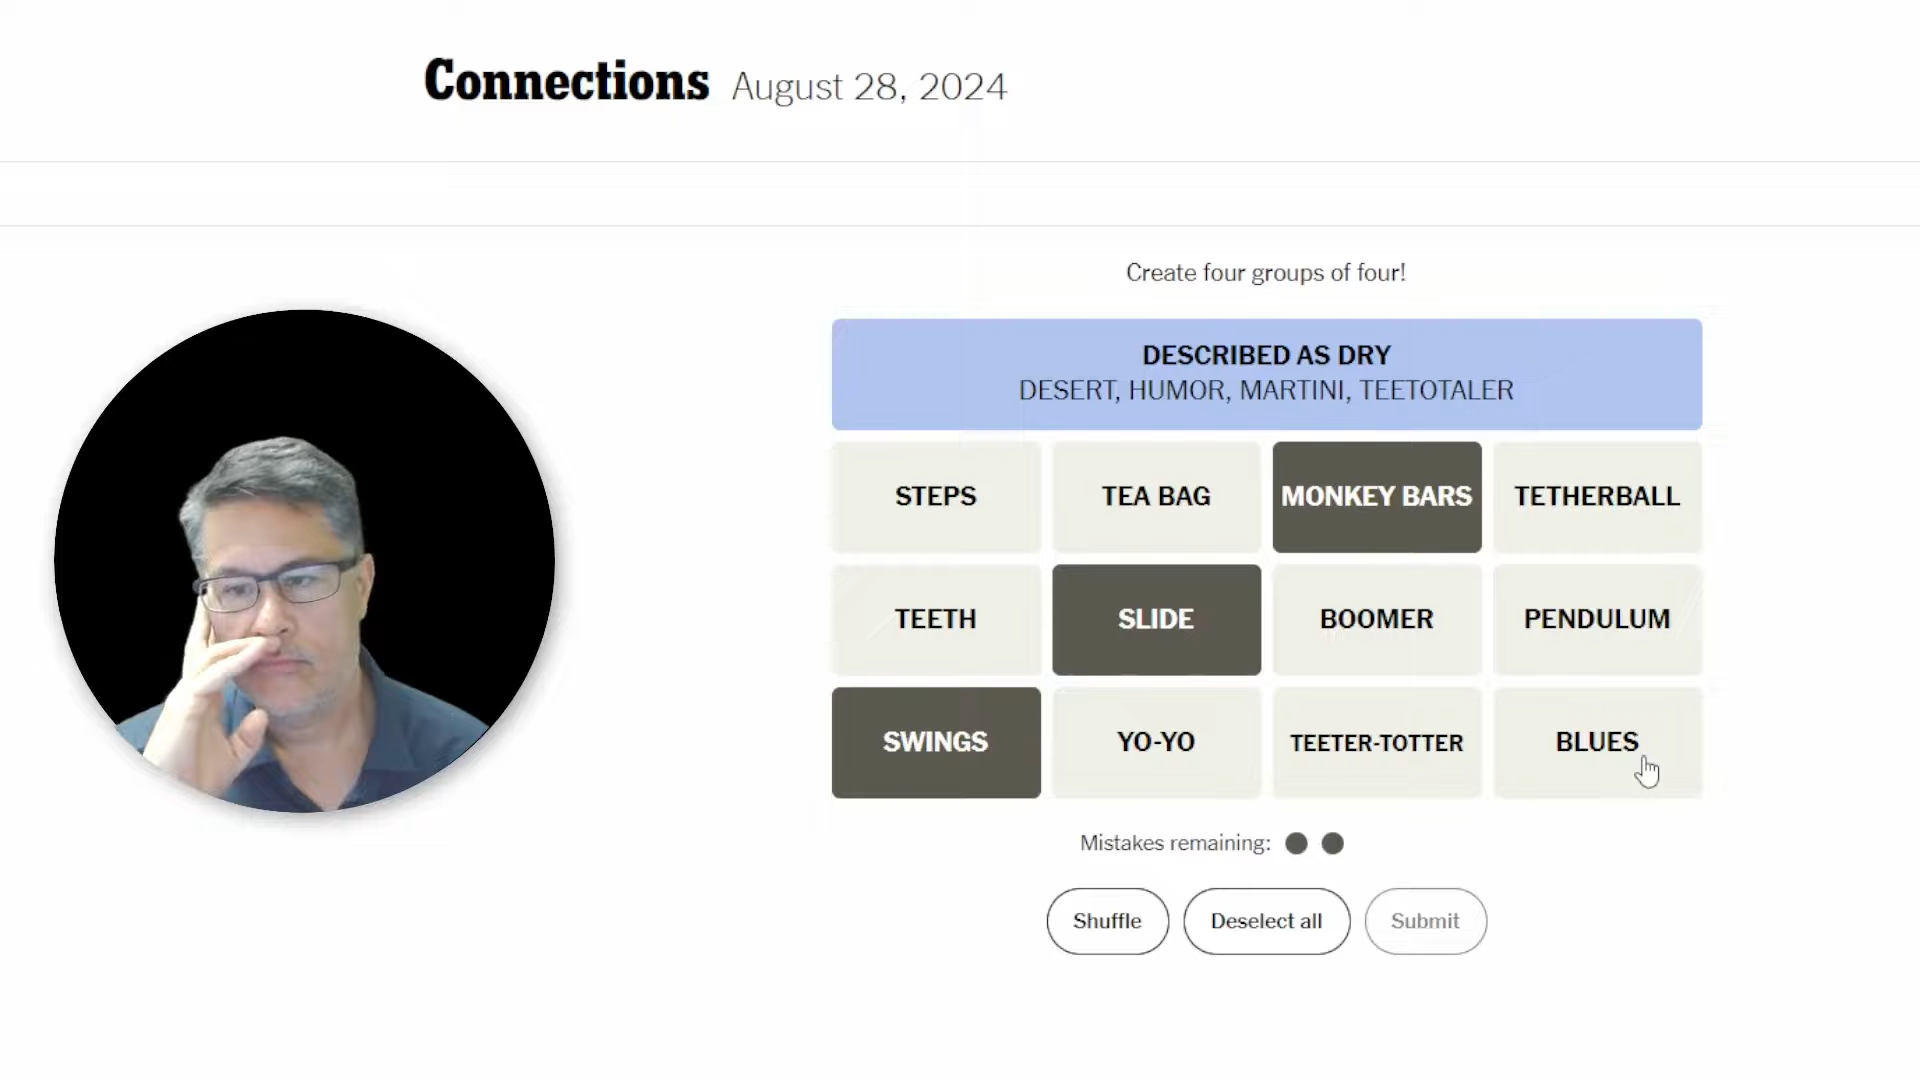 Connections August 28, 2024
Create four groups of four!
DESCRIBED AS DRY
DESERT, HUMOR, MARTINI, TEETOTALER
STEPS TEA BAG MONKEY BARS TETHERBALL
TEETH SLIDE BOOMER PENDULUM
SWINGS YO-YO TEETER-TOTTER BLUES
Mistakes remaining:
Shuffle Deselect all Submit